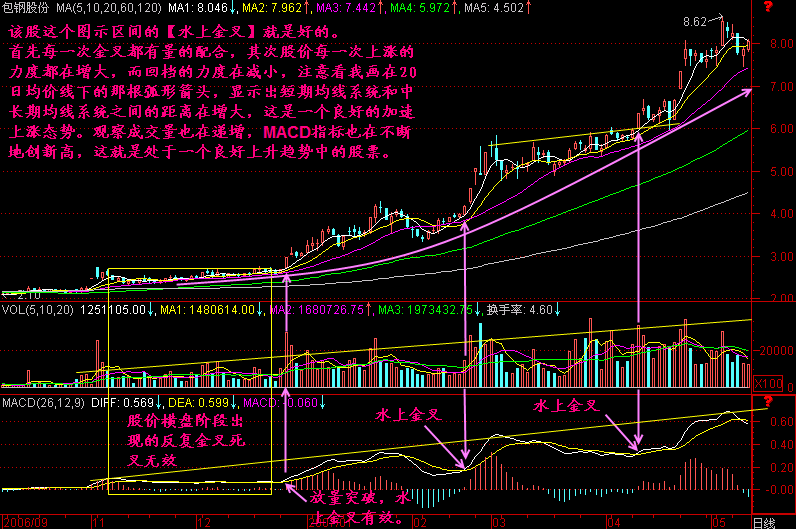 包钢股份 MA(5,10,20,60,120) MA1: 8.046↓ MA2: 7.962↑ MA3: 7.442↑ MA4: 5.972↑ MA5: 4.502↑
?
8.62
该股这个图示区间的【水上金叉】就是好的。
首先每一次金叉都有量的配合，其次股价每一次上涨的
力度都在增大，而回档的力度在减小，注意看我画在20
日均价线下的那根弧形箭头，显示出短期均线系统和中
长期均线系统之间的距离在增大，这是一个良好的加速
上涨态势。观察成交量也在递增，MACD指标也在不断
地创新高，这就是处于一个良好上升趋势中的股票。
8.00
7.00
6.00
5.00
4.00
3.00
2.00
2.10
VOL(5,10,20) 1251105.00↓ MA1: 1480614.00↓ MA2: 1680726.75↑ MA3: 1973432.75↓ 换手率: 4.60↓
20000
10000
X100
MACD(26,12,9) DIFF: 0.569↓ DEA: 0.599↓ MACD: -0.060↓
?
股价横盘阶段出
现的反复金叉死
叉无效
水上金叉
水上金叉
放量突破，水
上金叉有效。
0.60
0.40
0.20
-0.00
2006/09
11
12
02
03
04
05
日线